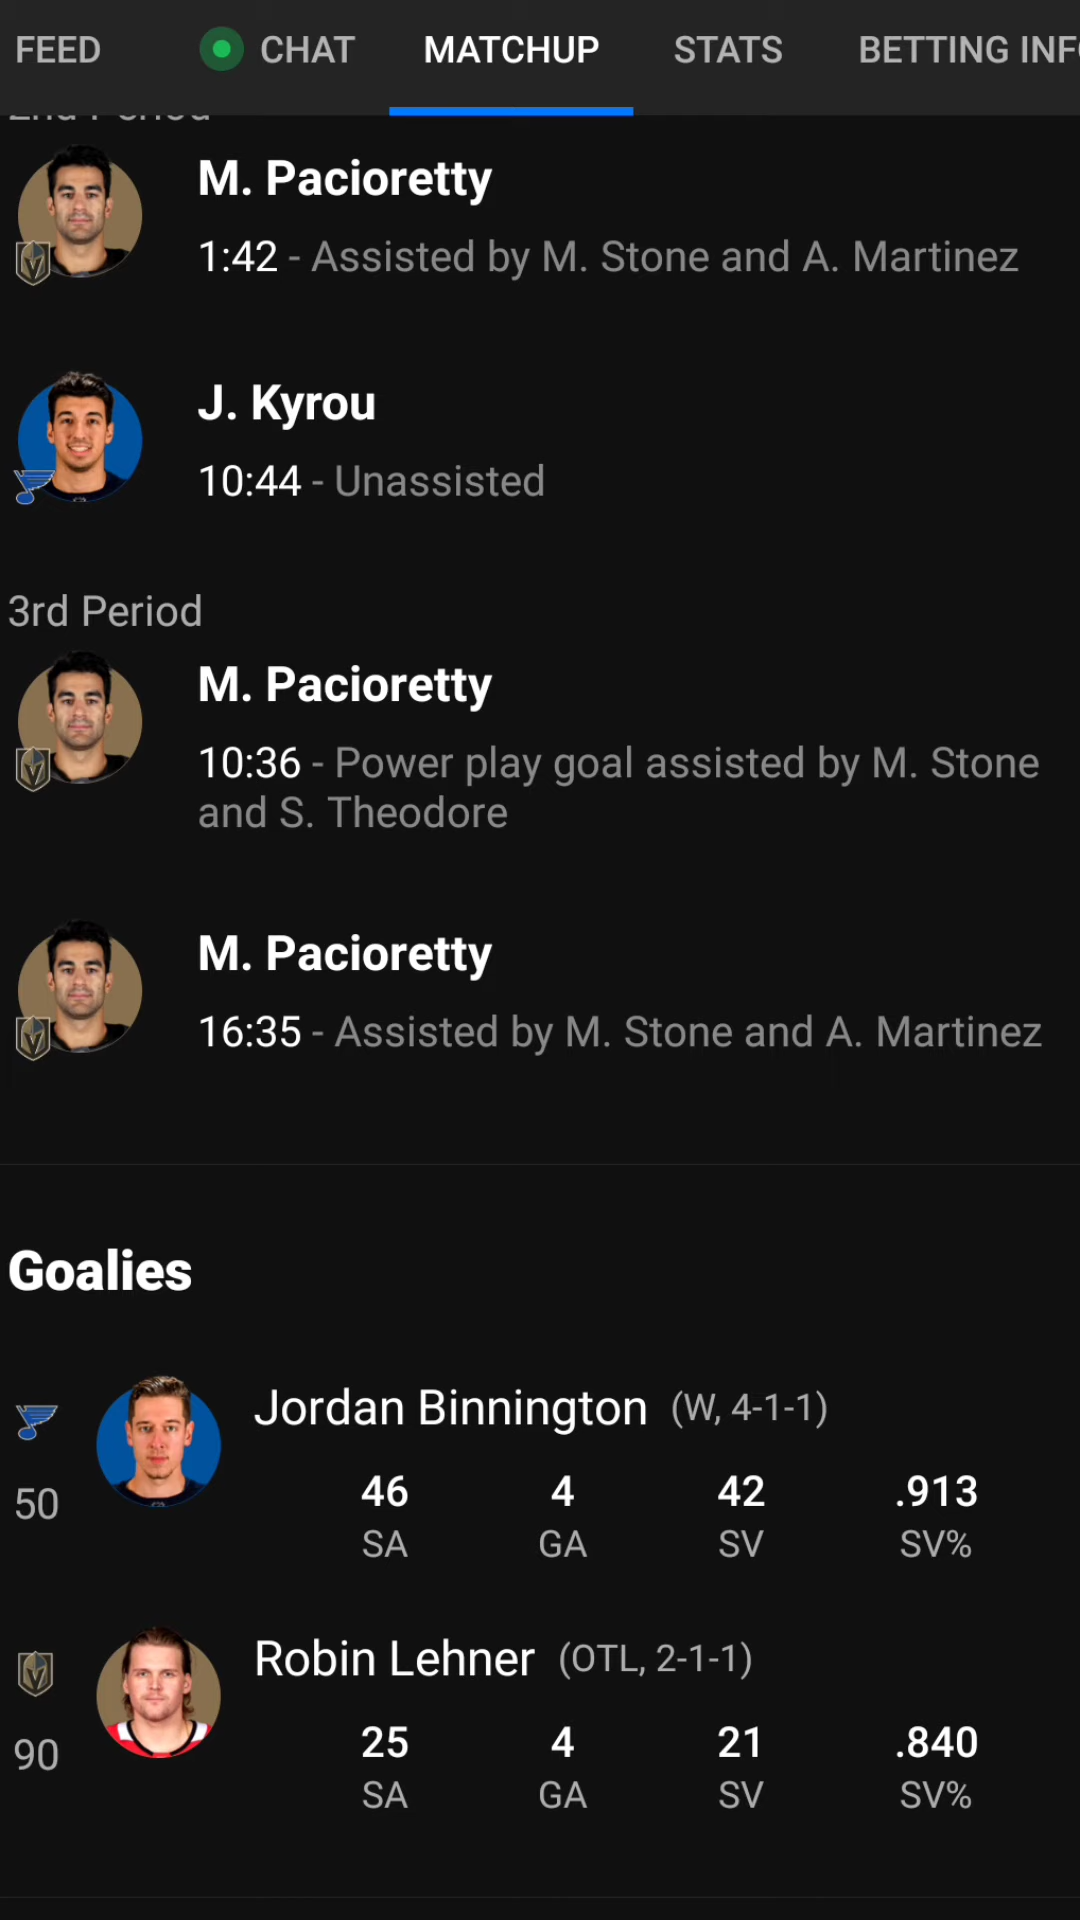 FEED CHAT MATCHUP STATS BETTING INF
2nd Period
M. Pacioretty
1:42 - Assisted by M. Stone and A. Martinez
J. Kyrou
10:44 - Unassisted
3rd Period
M. Pacioretty
10:36 - Power play goal assisted by M. Stone
and S. Theodore
M. Pacioretty
16:35 - Assisted by M. Stone and A. Martinez
Goalies
Jordan Binnington (W, 4-1-1)
50
46 4 42 .913
SA GA SV SV%
Robin Lehner (OTL, 2-1-1)
90
25 4 21 .840
SA GA SV SV%